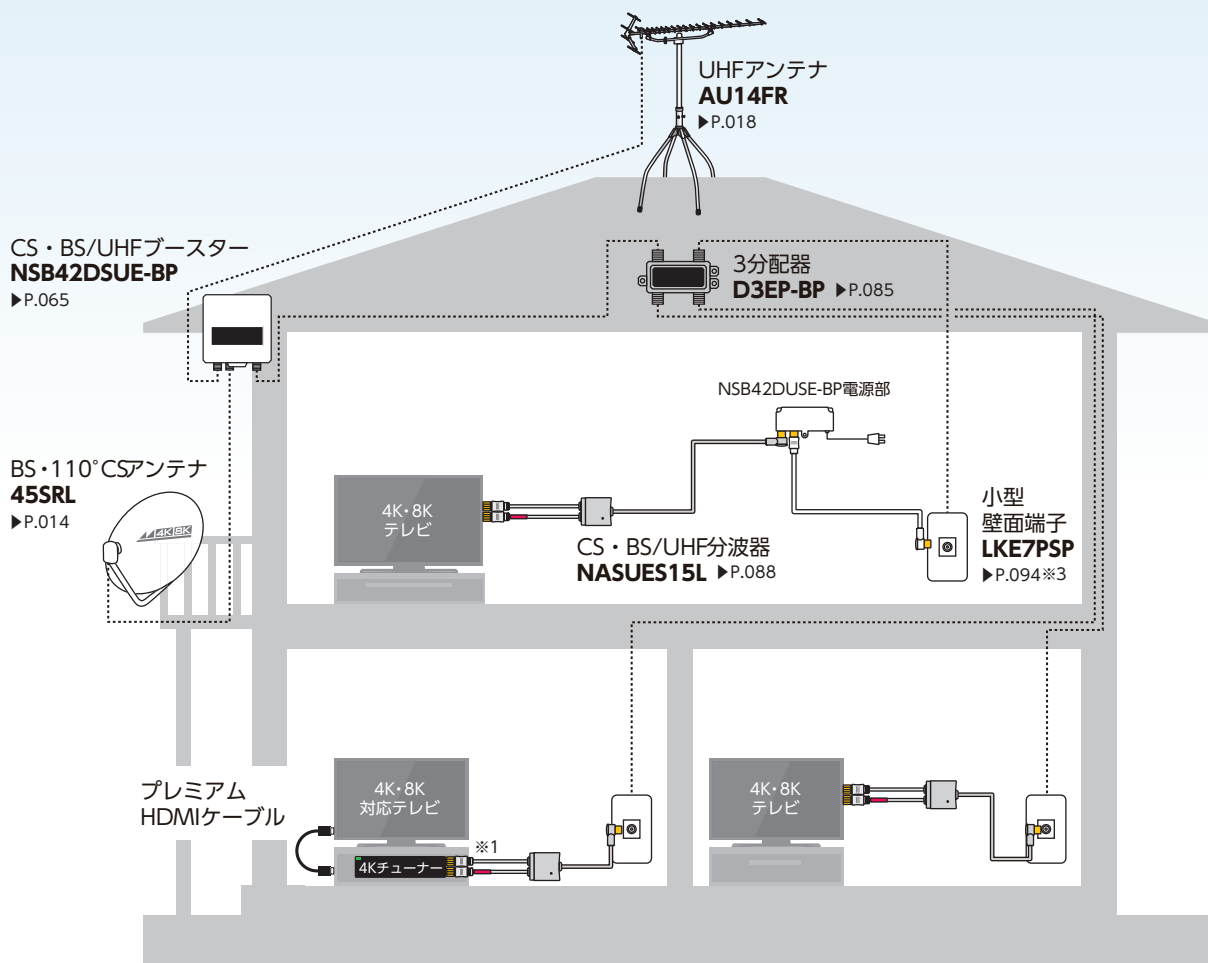 UHFアンテナ
AU14FR
▶P.018
CS・BS/UHFブースター
NSB42DSUE-BP
▶P.065
3分配器
D3EP-BP ▶P.085
NSB42DUSE-BP電源部
BS・110°CSアンテナ
45SRL
▶P.014
4K 8K
4K・8K
テレビ
CS・BS/UHF分波器
NASUES15L ▶P.088
小型
壁面端子
LKE7PSP
▶P.094※3
プレミアム
HDMIケーブル
4K・8K
対応テレビ
※1
4Kチューナー
4K・8K
テレビ